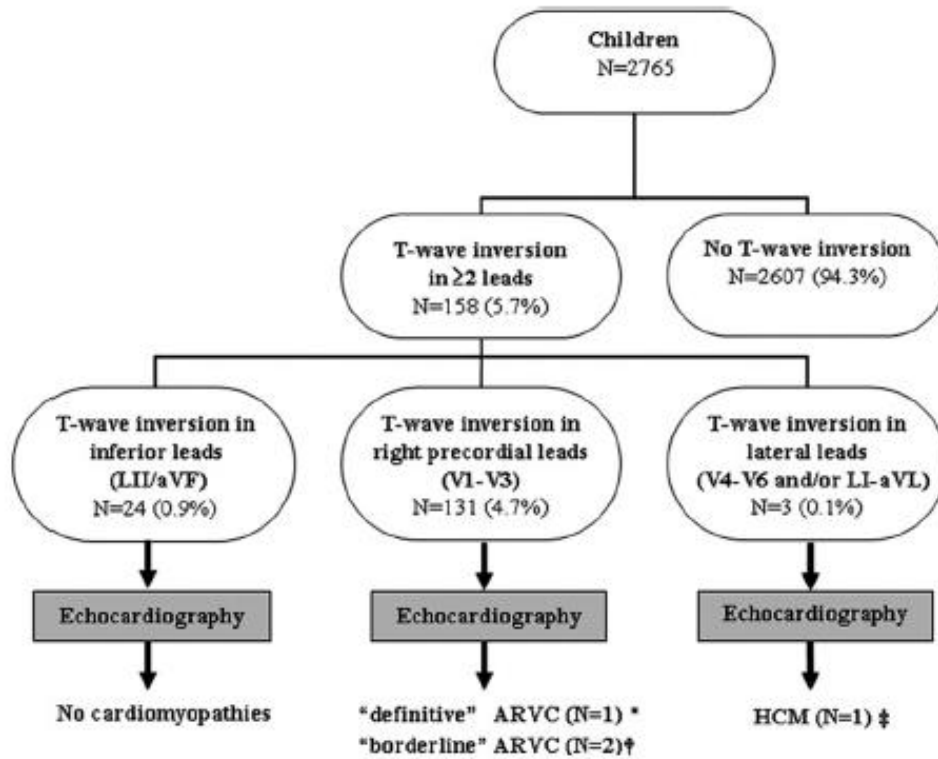 Children
N=2765
T-wave inversion
in ≥2 leads
N=158 (5.7%)
No T-wave inversion
N=2607 (94.3%)
T-wave inversion in
inferior leads
(LII/aVF)
N=24 (0.9%)
T-wave inversion in
right precordial leads
(V1-V3)
N=131 (4.7%)
T-wave inversion in
lateral leads
(V4-V6 and/or LI-aVL)
N=3 (0.1%)
Echocardiography
Echocardiography
Echocardiography
No cardiomyopathies
“definitive” ARVC (N=1) *
“borderline” ARVC (N=2)†
HCM (N=1) ‡